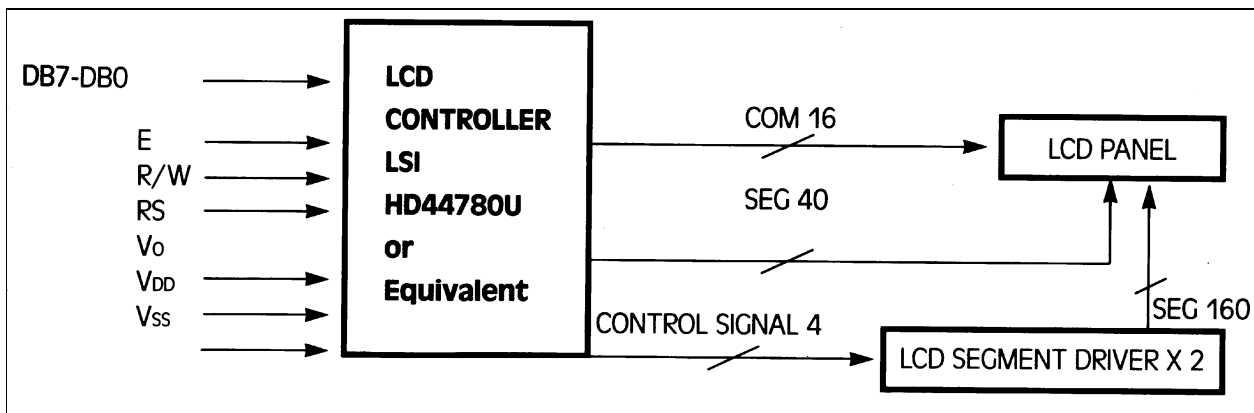 DB7-DB0
E
R/W
RS
Vo
VDD
VSS
LCD
CONTROLLER
LSI
HD44780U
or
Equivalent
COM 16
SEG 40
CONTROL SIGNAL 4
LCD PANEL
SEG 160
LCD SEGMENT DRIVER X 2